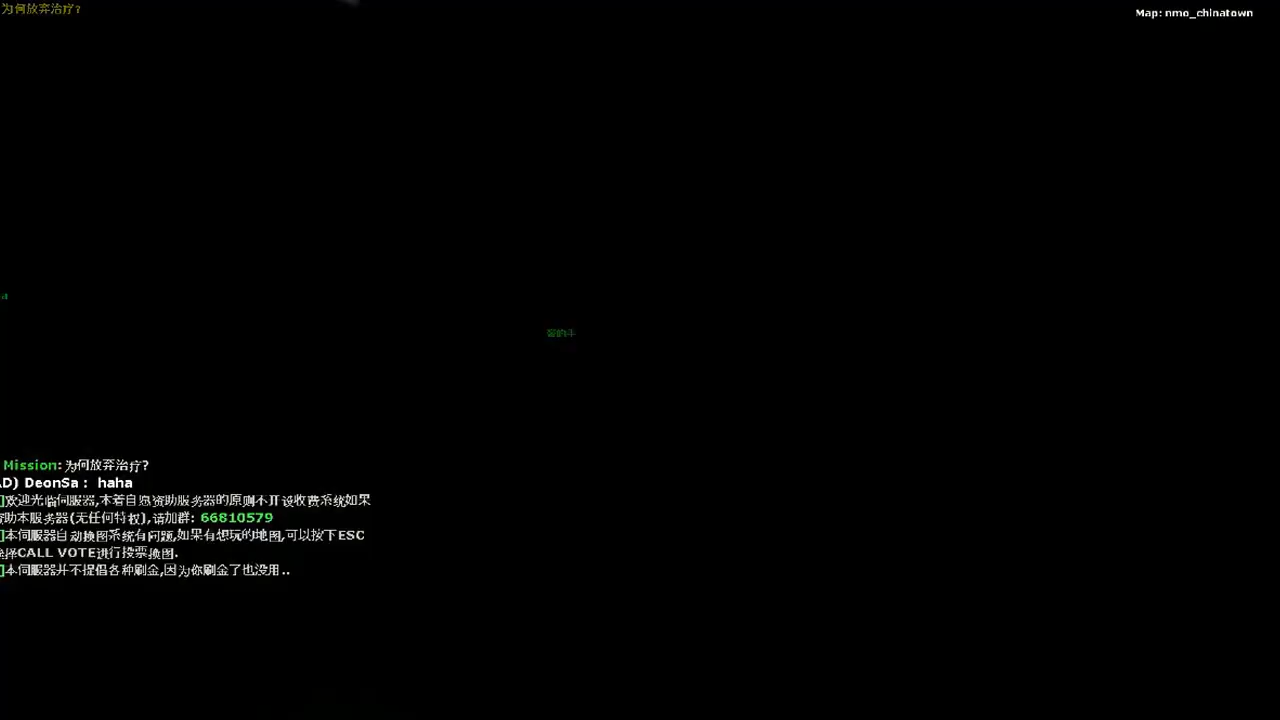 为何放弃治疗?
Map: nmo_chinatown
Mission: 为何放弃治疗?
AD) DeonSa : haha
]欢迎光临伺服器,本着自愿资助服务器的原则不开设收费系统如果
资助本服务器(无任何特权),请加群: 66810579
]本伺服器自动换图系统有问题,如果有想玩的地图,可以按下ESC
选择CALL VOTE进行投票换图.
]本伺服器并不提倡各种刷金,因为你刷金了也没用..